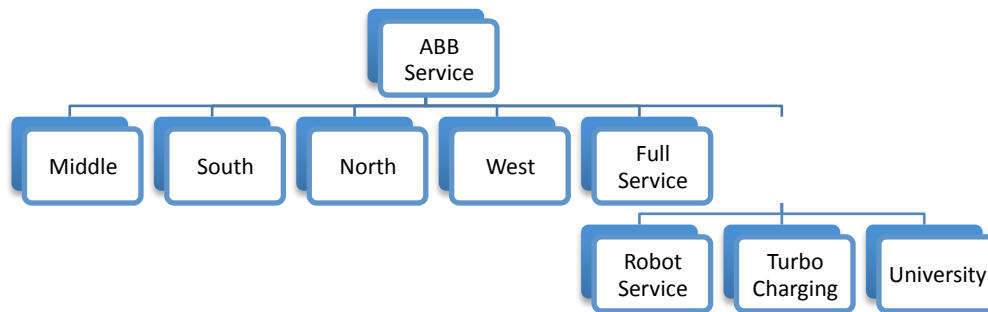 ABB
Service
Middle
South
North
West
Full
Service
Robot
Service
Turbo
Charging
University